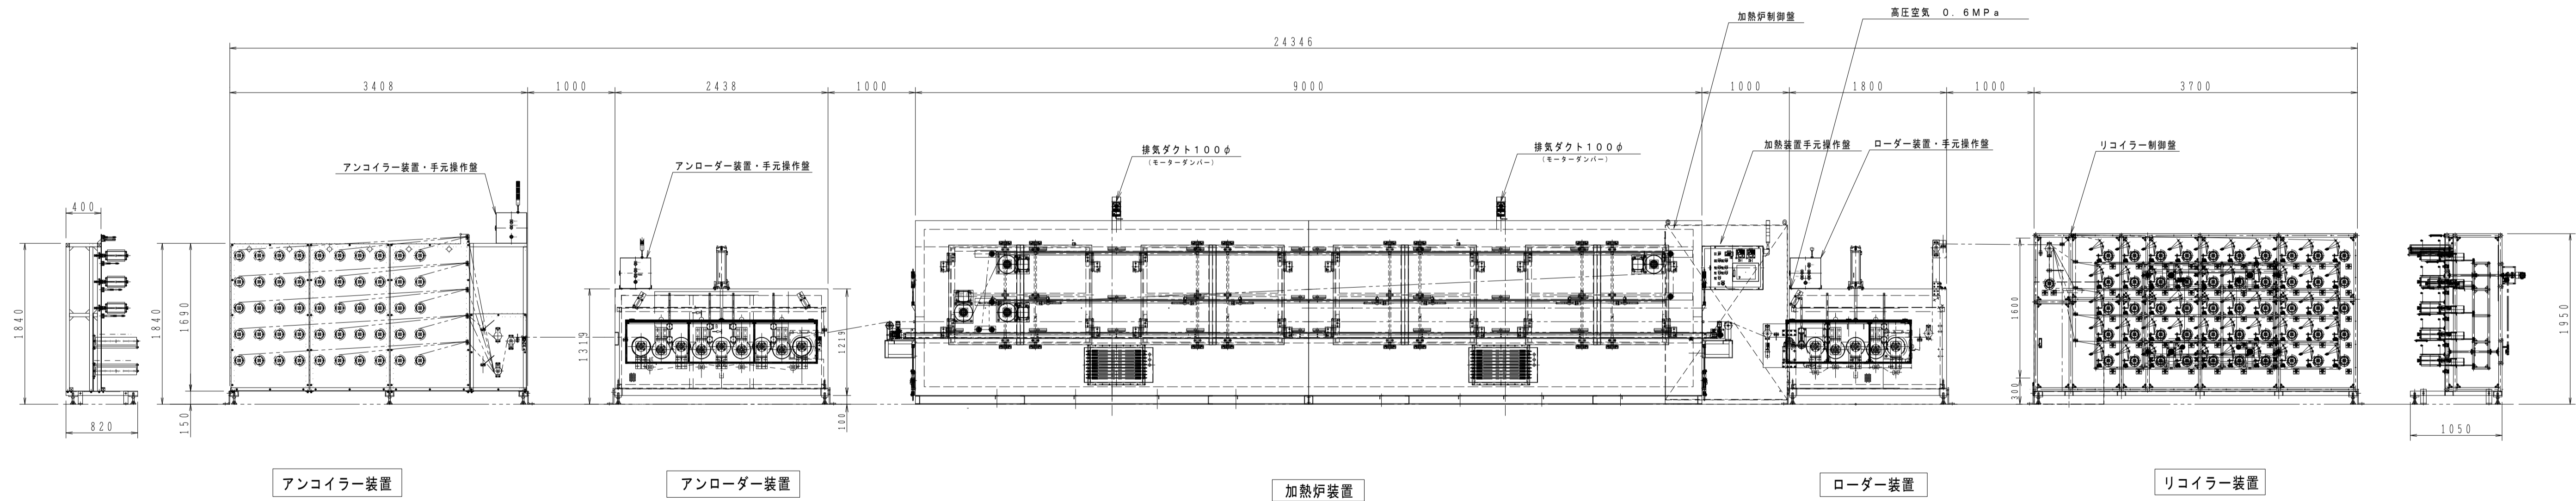 加熱炉制御盤
高圧空気 0.6MPa
24346
3408
1000
2438
1000
9000
1000
1800
1000
3700
アンコイラー装置・手元操作盤
アンローダー装置・手元操作盤
排気ダクト100φ
(モーターダンパー)
排気ダクト100φ
(モーターダンパー)
加熱装置手元操作盤
ローダー装置・手元操作盤
リコイラー制御盤
400
1840
820
1840
1690
150
1319
1219
100
1600
300
1950
1050
アンコイラー装置
アンローダー装置
加熱炉装置
ローダー装置
リコイラー装置